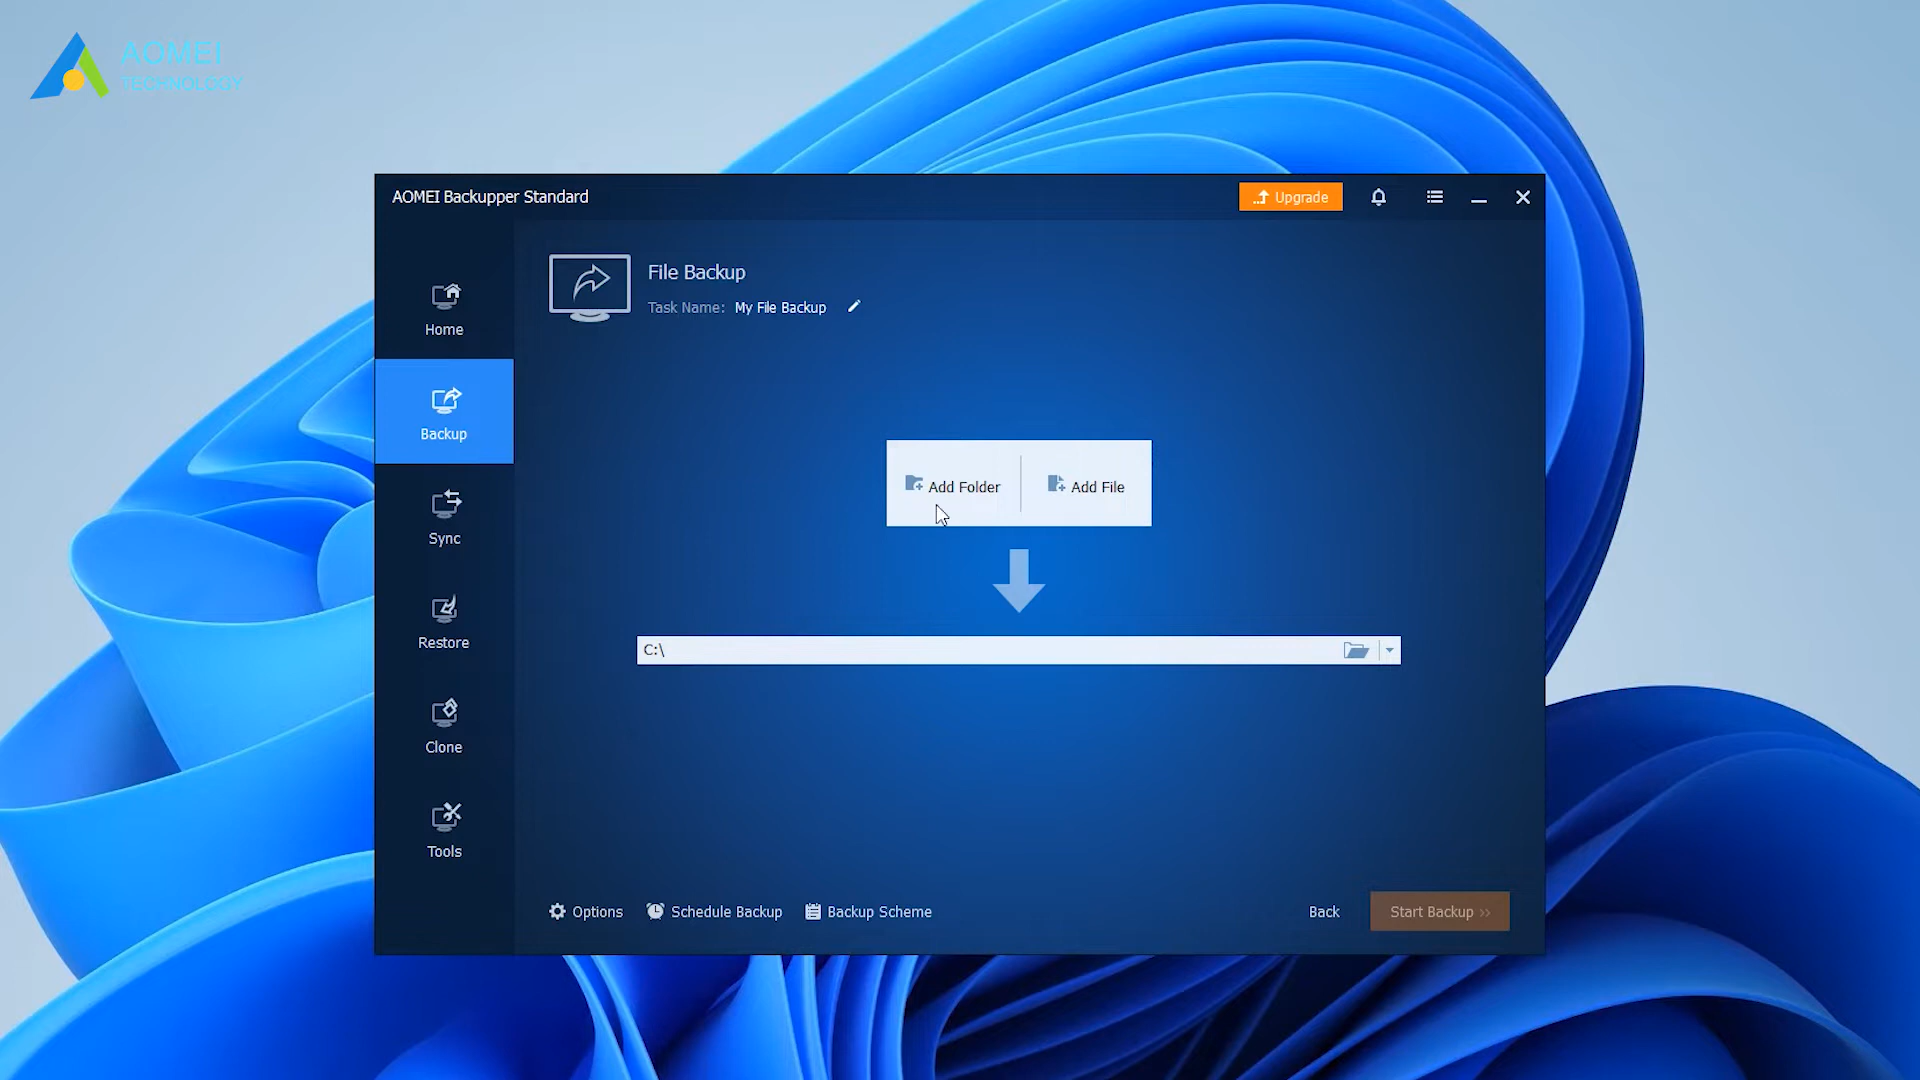 AOMEI
TECHNOLOGY
AOMEI Backupper Standard
Upgrade
File Backup
Task Name: My File Backup
Home
Backup
Sync
Restore
Clone
Tools
Add Folder
Add File
C:\
Options
Schedule Backup
Backup Scheme
Back
Start Backup >>